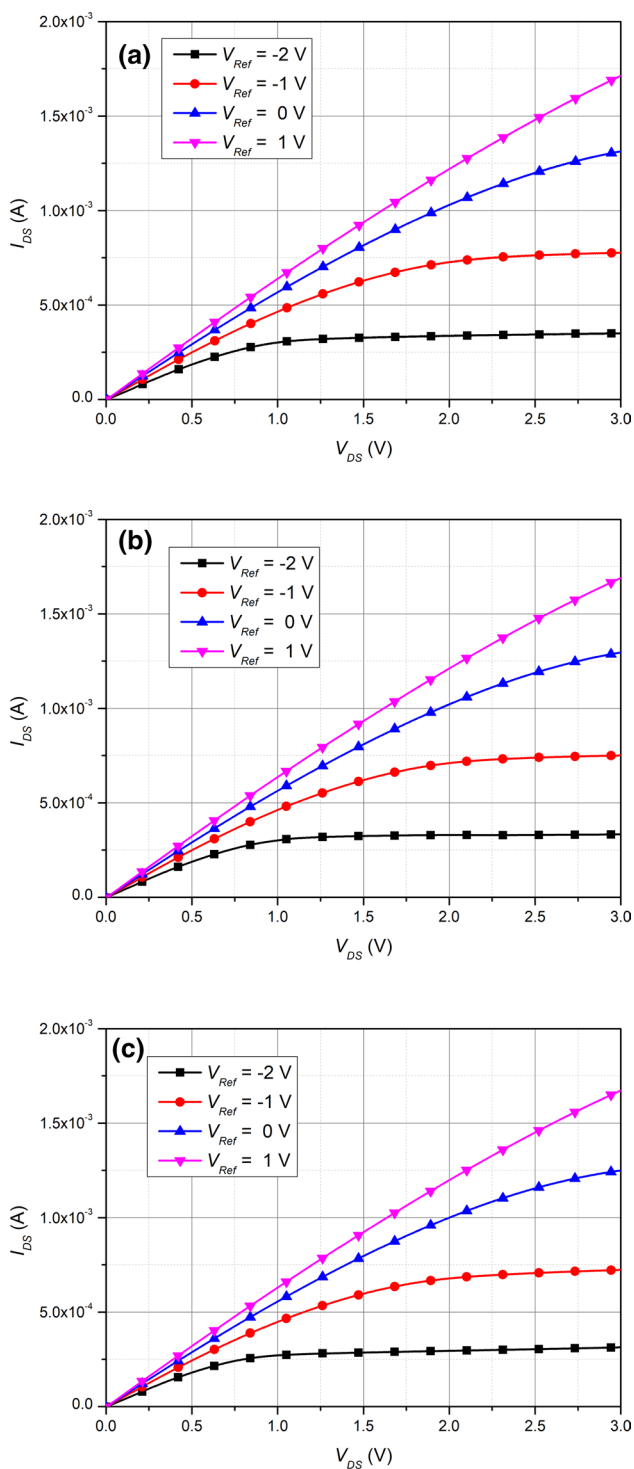 (a)
V_Ref = -2 V
V_Ref = -1 V
V_Ref = 0 V
V_Ref = 1 V
2.0x10⁻³
1.5x10⁻³
1.0x10⁻³
5.0x10⁻⁴
0.0
I_DS (A)
0.0 0.5 1.0 1.5 2.0 2.5 3.0
V_DS (V)
(b)
V_Ref = -2 V
V_Ref = -1 V
V_Ref = 0 V
V_Ref = 1 V
2.0x10⁻³
1.5x10⁻³
1.0x10⁻³
5.0x10⁻⁴
0.0
I_DS (A)
0.0 0.5 1.0 1.5 2.0 2.5 3.0
V_DS (V)
(c)
V_Ref = -2 V
V_Ref = -1 V
V_Ref = 0 V
V_Ref = 1 V
2.0x10⁻³
1.5x10⁻³
1.0x10⁻³
5.0x10⁻⁴
0.0
I_DS (A)
0.0 0.5 1.0 1.5 2.0 2.5 3.0
V_DS (V)